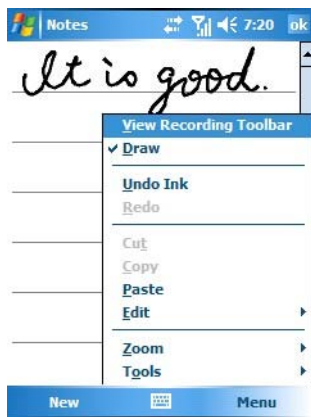 Notes 7:20 ok
It is good.
View Recording Toolbar
Draw
Undo Ink
Redo
Cut
Copy
Paste
Edit
Zoom
Tools
New Menu